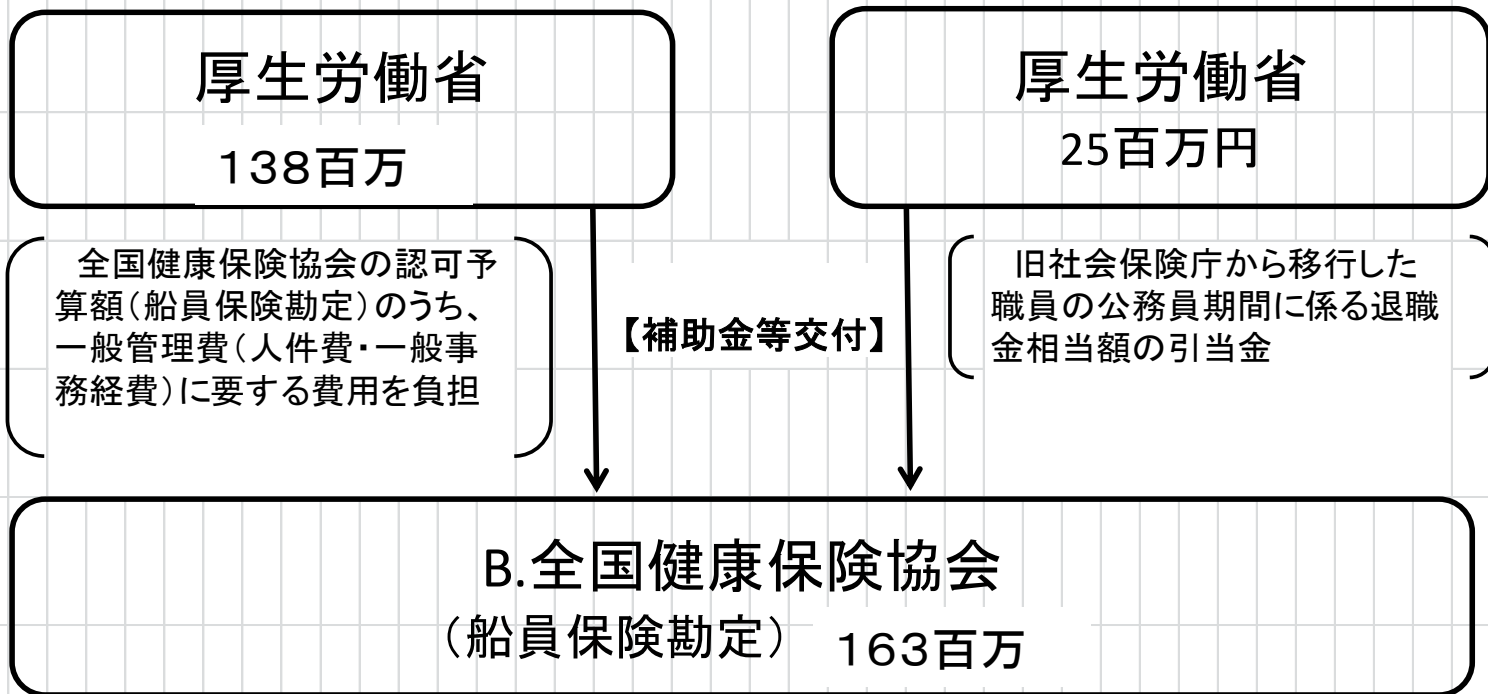 厚生労働省
138百万
厚生労働省
25百万円
全国健康保険協会の認可予
算額(船員保険勘定)のうち、
一般管理費(人件費・一般事
務経費)に要する費用を負担
【補助金等交付】
旧社会保険庁から移行した
職員の公務員期間に係る退職
金相当額の引当金
B.全国健康保険協会
(船員保険勘定) 163百万